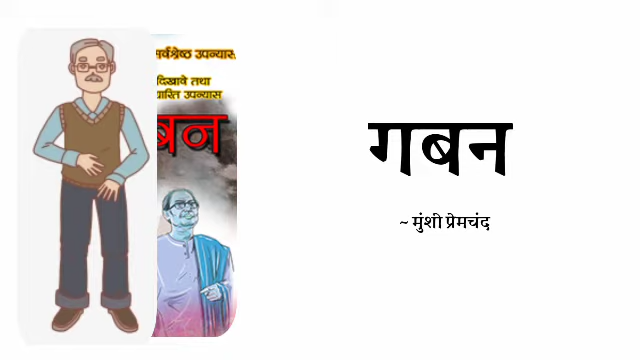 सर्वश्रेष्ठ उपन्यास
दिखावे तथा
उपन्यास
गबन
~ मुंशी प्रेमचंद